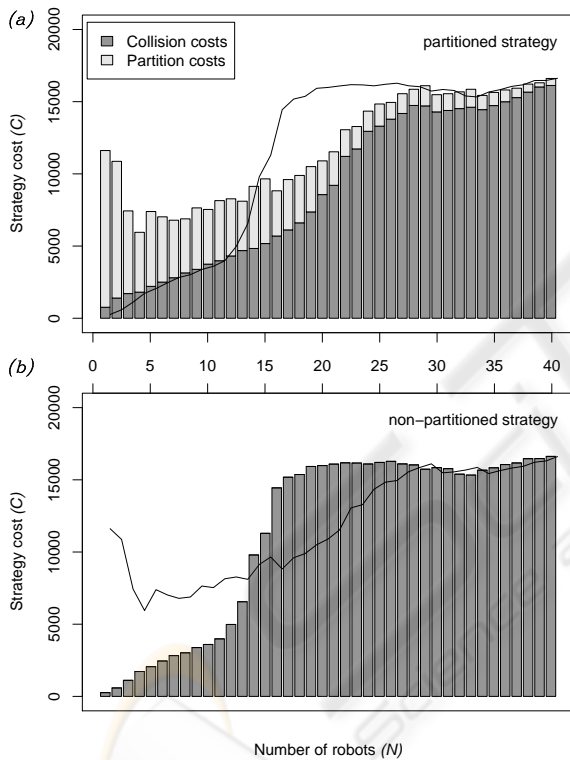 (a)
Collision costs
Partition costs
partitioned strategy
Strategy cost (C)
0 5000 10000 15000 20000
0 5 10 15 20 25 30 35 40
(b)
non−partitioned strategy
Strategy cost (C)
0 5000 10000 15000 20000
Number of robots (N)